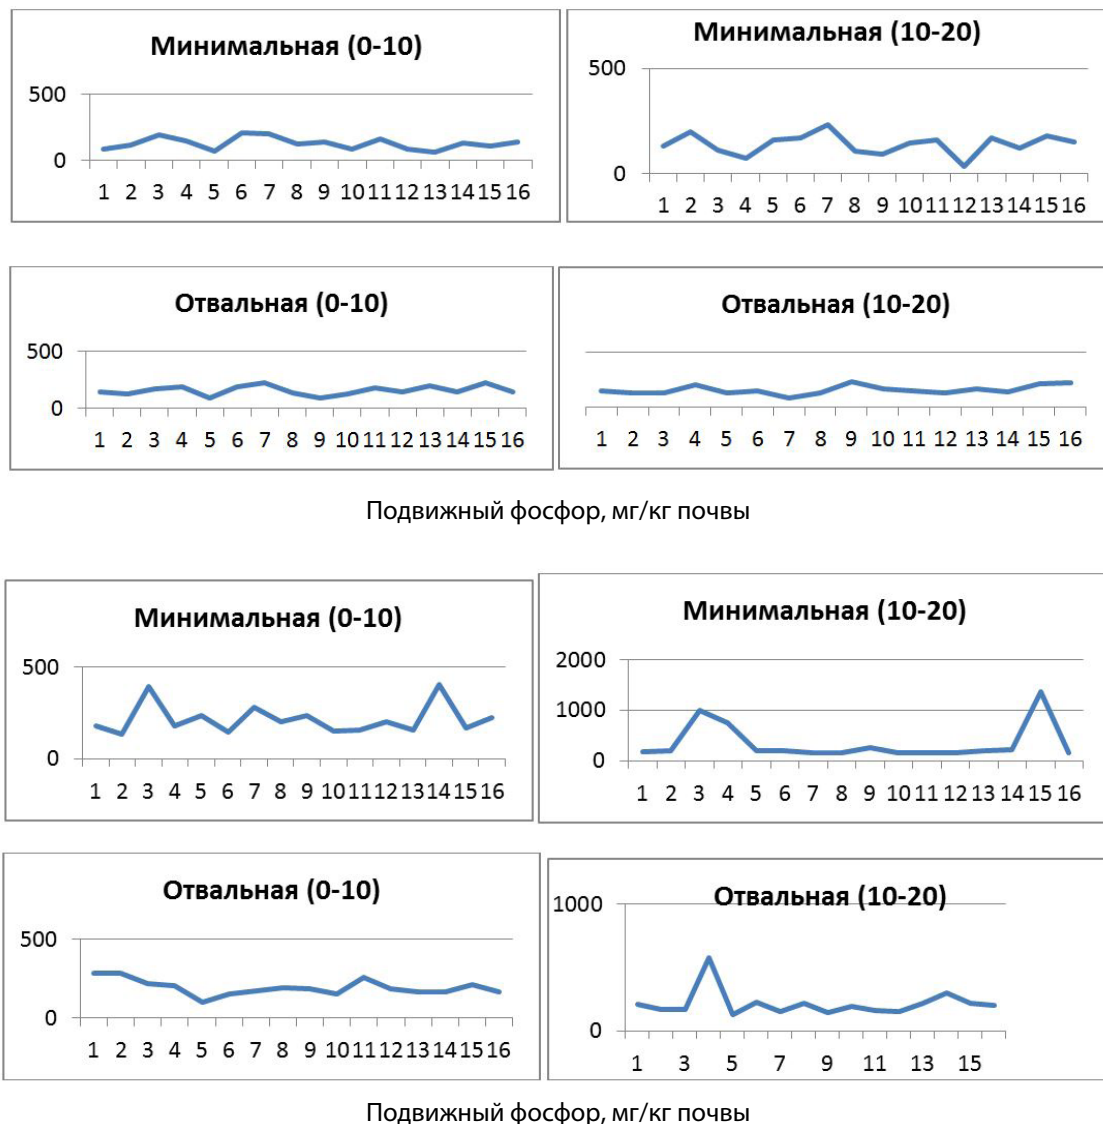 Минимальная (0-10)
500
0
1 2 3 4 5 6 7 8 9 10 11 12 13 14 15 16
Минимальная (10-20)
500
0
1 2 3 4 5 6 7 8 9 10 11 12 13 14 15 16
Отвальная (0-10)
500
0
1 2 3 4 5 6 7 8 9 10 11 12 13 14 15 16
Отвальная (10-20)
1 2 3 4 5 6 7 8 9 10 11 12 13 14 15 16
Подвижный фосфор, мг/кг почвы
Минимальная (0-10)
500
0
1 2 3 4 5 6 7 8 9 10 11 12 13 14 15 16
Минимальная (10-20)
2000
1000
0
1 2 3 4 5 6 7 8 9 10 11 12 13 14 15 16
Отвальная (0-10)
500
0
1 2 3 4 5 6 7 8 9 10 11 12 13 14 15 16
Отвальная (10-20)
1000
0
1 3 5 7 9 11 13 15
Подвижный фосфор, мг/кг почвы